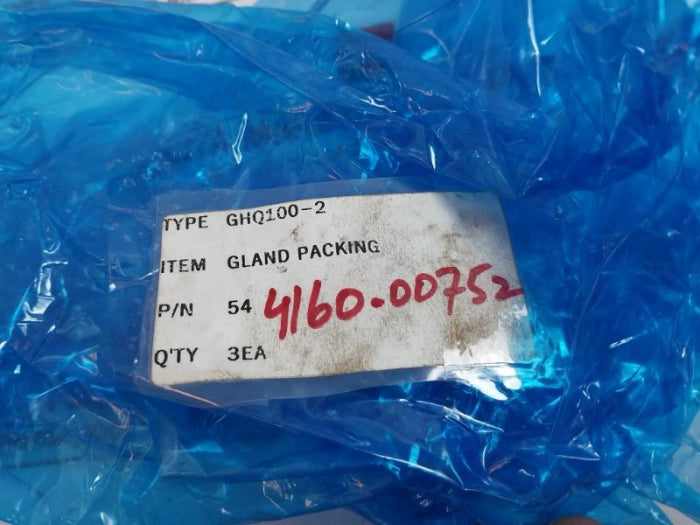 TYPE GHQ100-2
ITEM GLAND PACKING
P/N 54 4160.00752
Q'TY 3EA